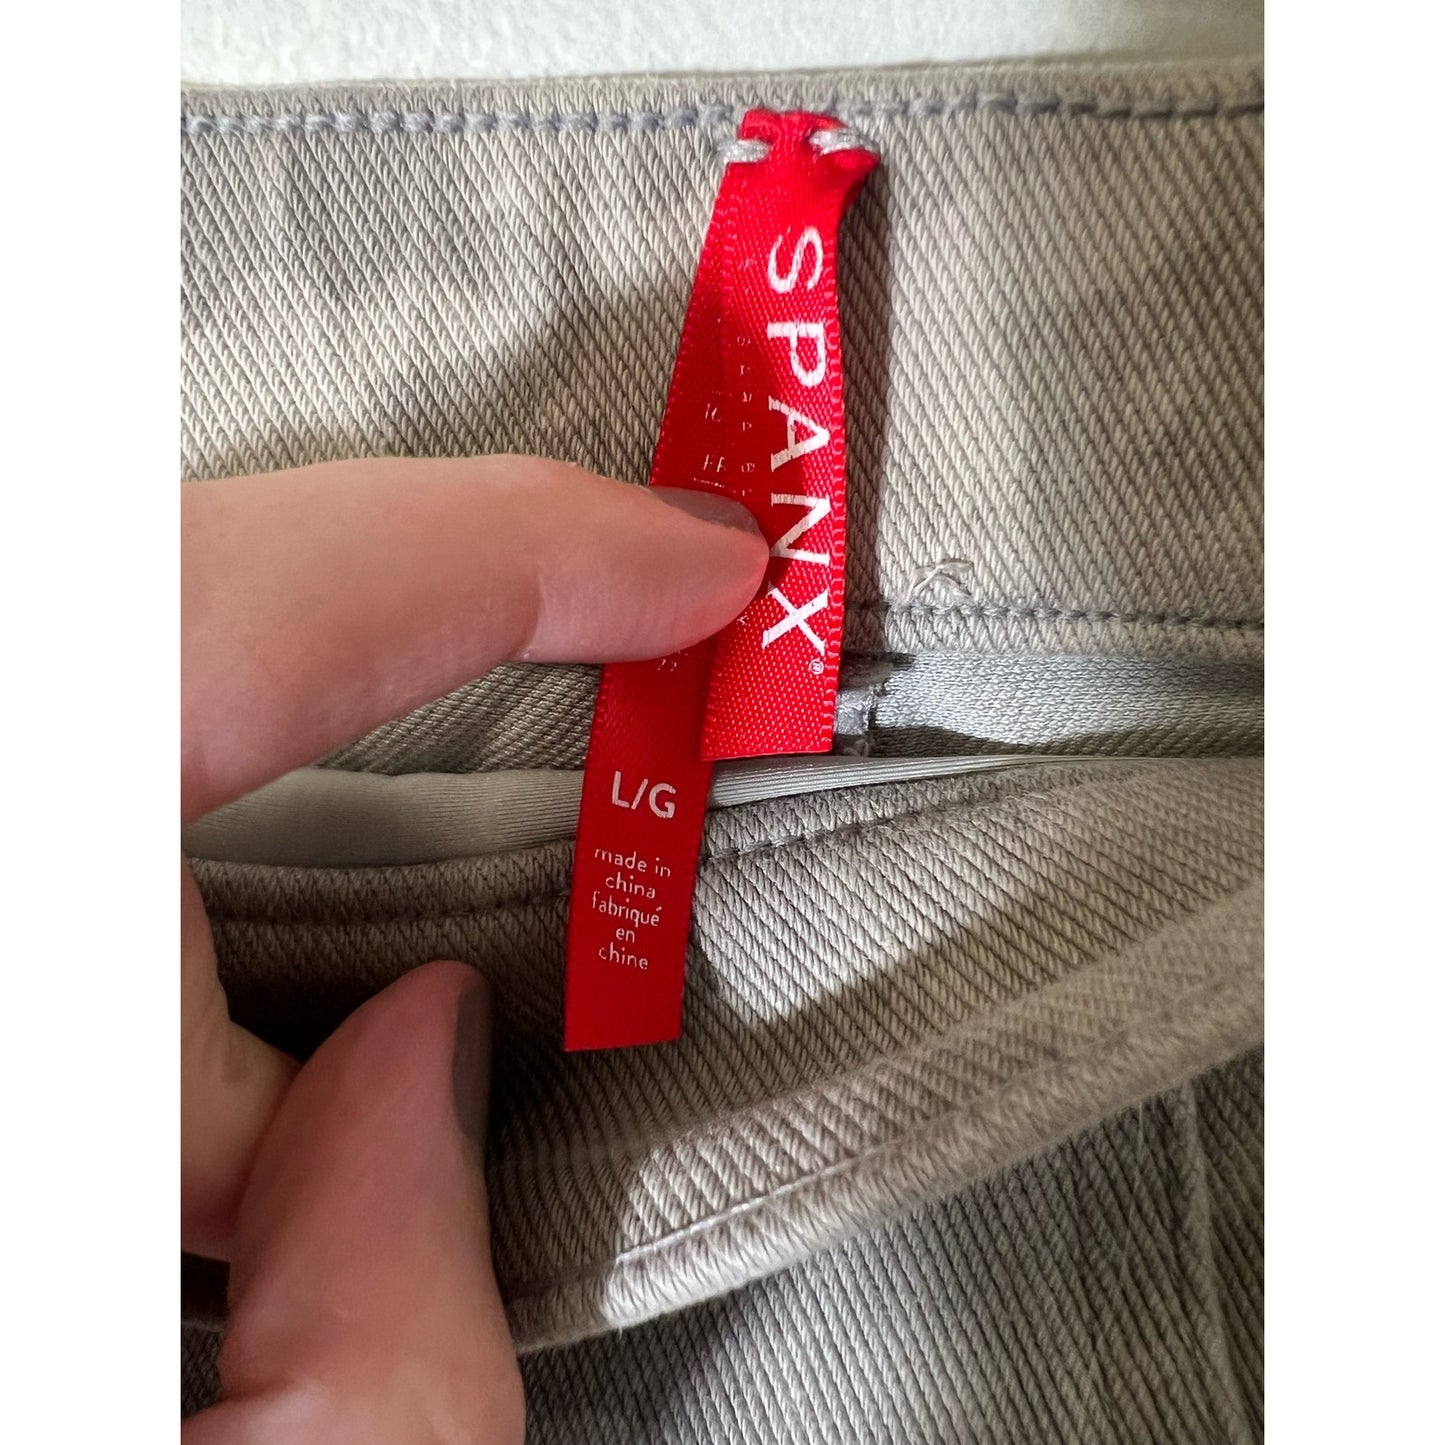 SPANX®
L/G
made in
china
fabriqué
en
chine